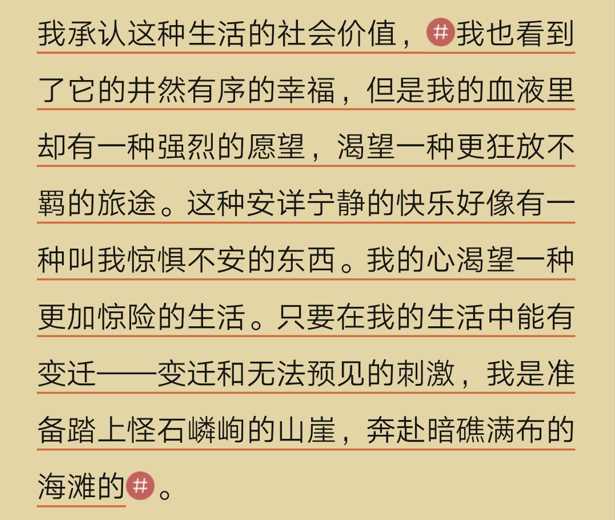 我承认这种生活的社会价值，#我也看到
了它的井然有序的幸福，但是我的血液里
却有一种强烈的愿望，渴望一种更狂放不
羁的旅途。这种安详宁静的快乐好像有一
种叫我惊惧不安的东西。我的心渴望一种
更加惊险的生活。只要在我的生活中能有
变迁——变迁和无法预见的刺激，我是准
备踏上怪石嶙峋的山崖，奔赴暗礁满布的
海滩的#。